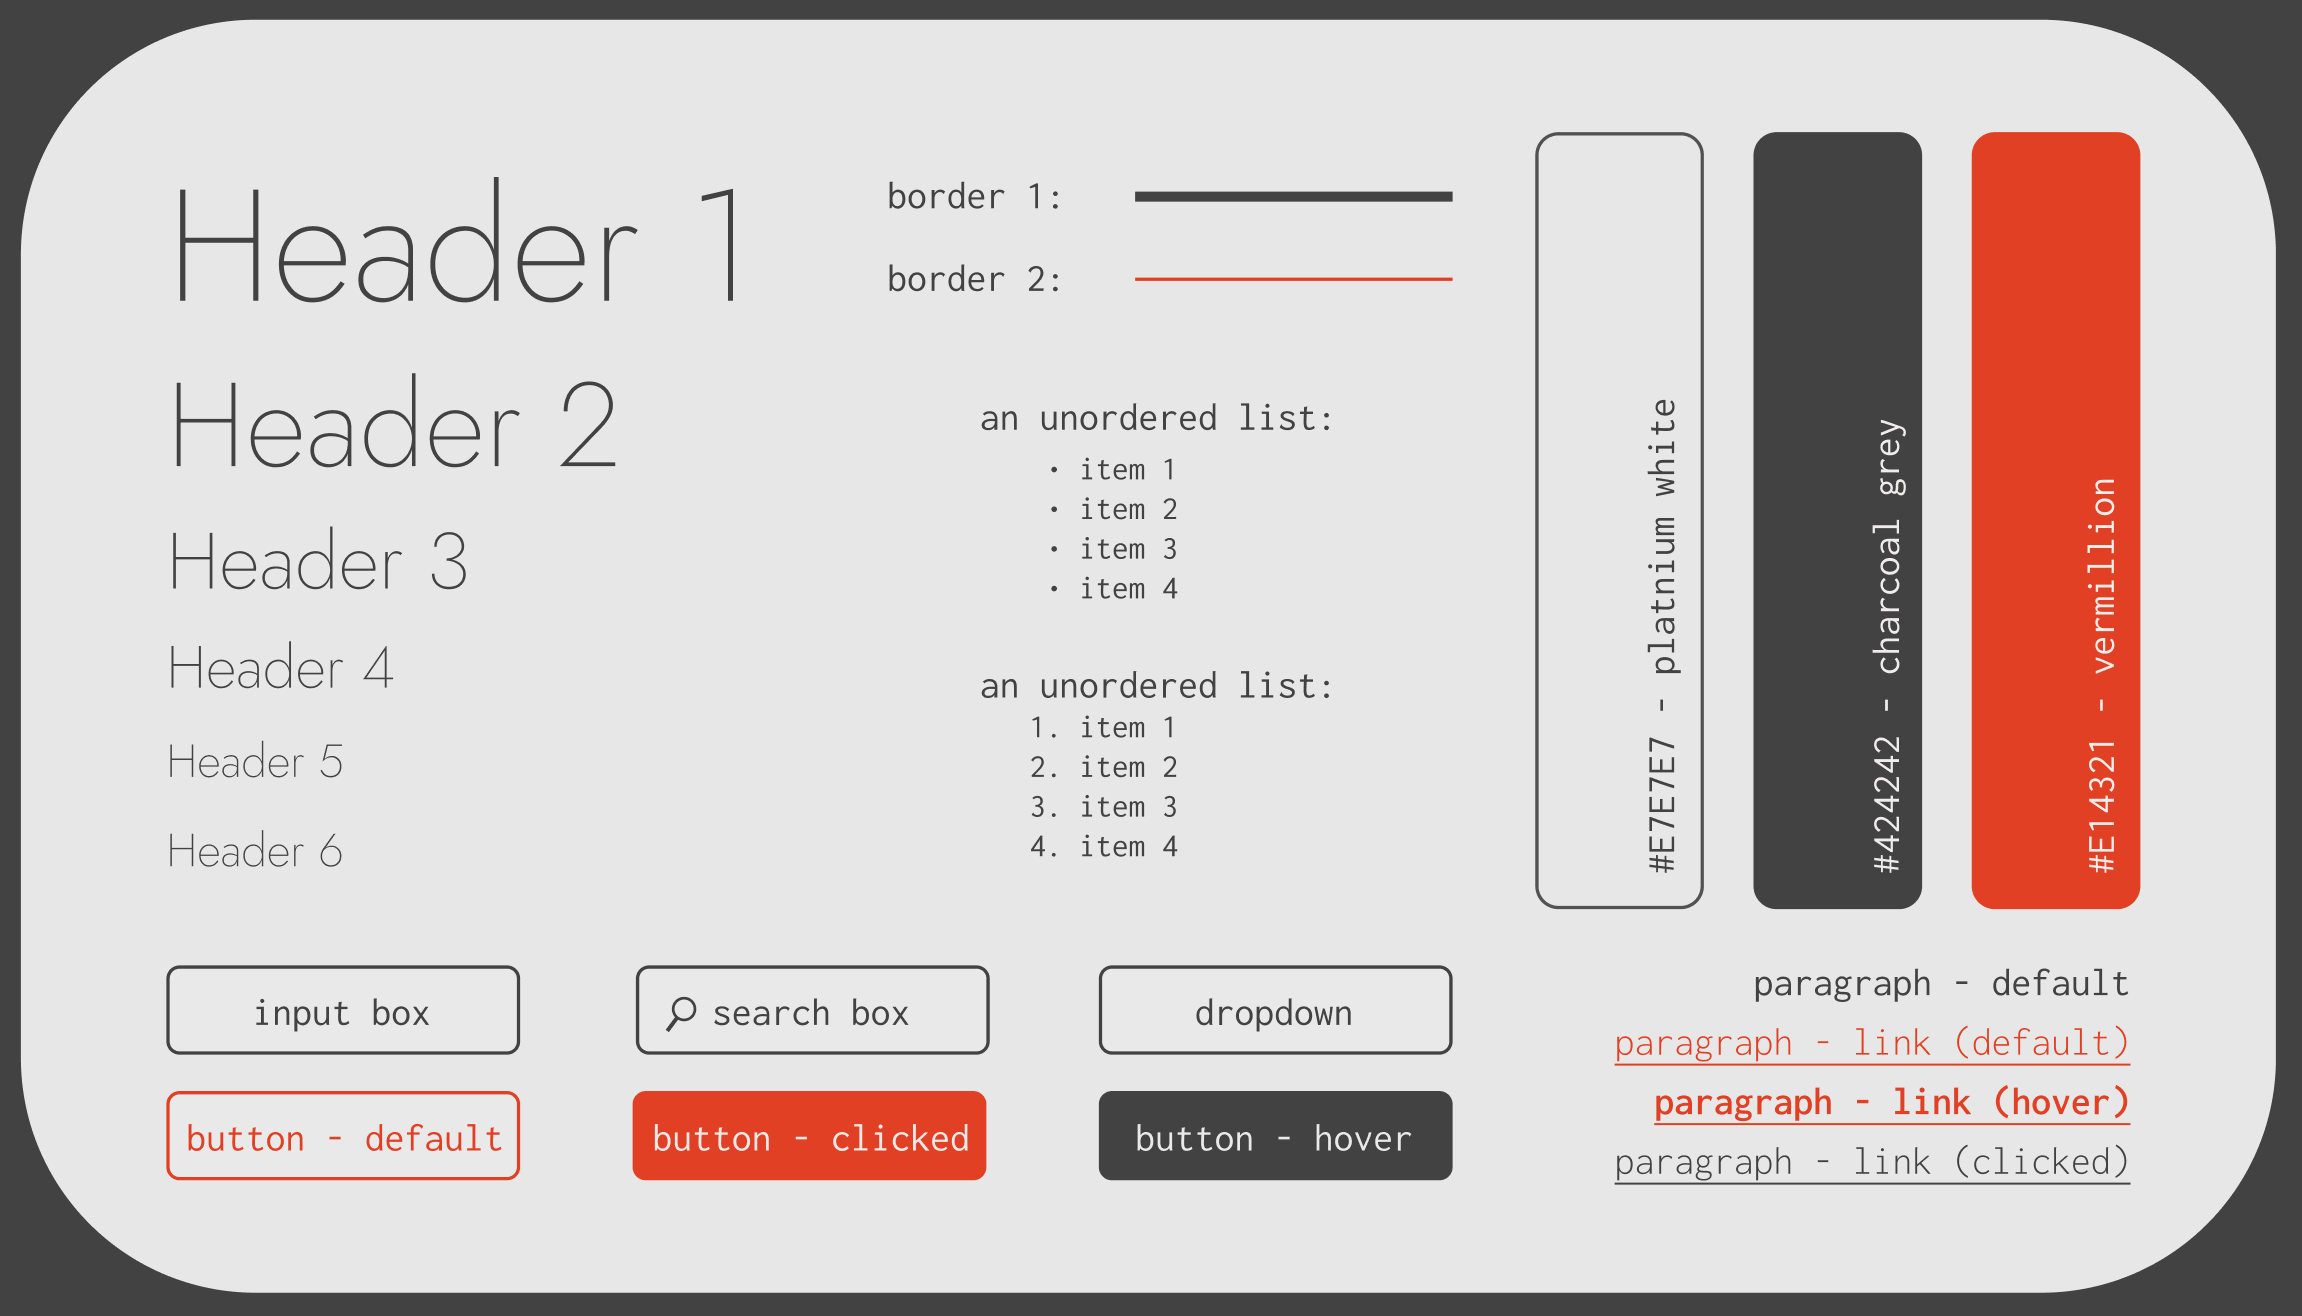 Header 1
Header 2
Header 3
Header 4
Header 5
Header 6
border 1:
border 2:
an unordered list:
• item 1
• item 2
• item 3
• item 4
an unordered list:
1. item 1
2. item 2
3. item 3
4. item 4
#E7E7E7 - platnium white
#424242 - charcoal grey
#E14321 - vermillion
input box
search box
dropdown
button - default
button - clicked
button - hover
paragraph - default
paragraph - link (default)
paragraph - link (hover)
paragraph - link (clicked)